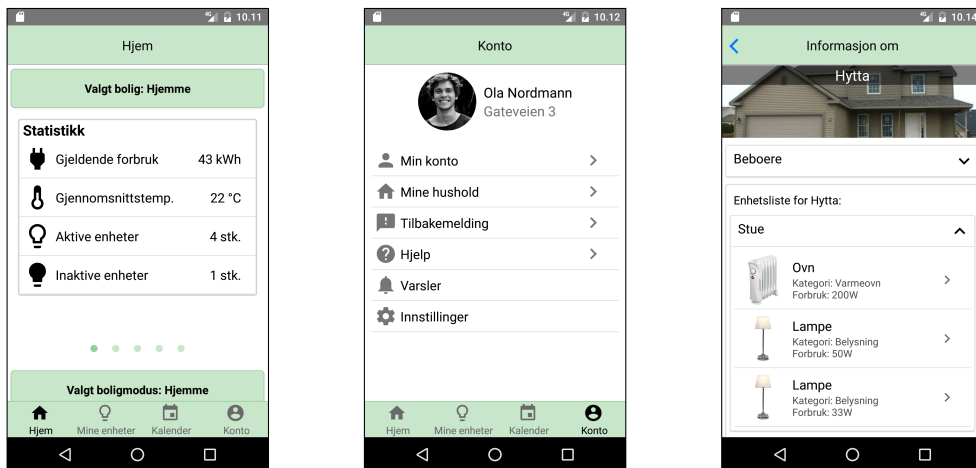 4G 10.11
Hjem
Valgt bolig: Hjemme
Statistikk
Gjeldende forbruk 43 kWh
Gjennomsnittstemp. 22 °C
Aktive enheter 4 stk.
Inaktive enheter 1 stk.
Valgt boligmodus: Hjemme
Hjem Mine enheter Kalender Konto
4G 10.12
Konto
Ola Nordmann
Gateveien 3
Min konto
Mine hushold
Tilbakemelding
Hjelp
Varsler
Innstillinger
Hjem Mine enheter Kalender Konto
4G 10.14
Informasjon om
Hytta
Beboere
Enhetsliste for Hytta:
Stue
Ovn
Kategori: Varmeovn
Forbruk: 200W
Lampe
Kategori: Belysning
Forbruk: 50W
Lampe
Kategori: Belysning
Forbruk: 33W